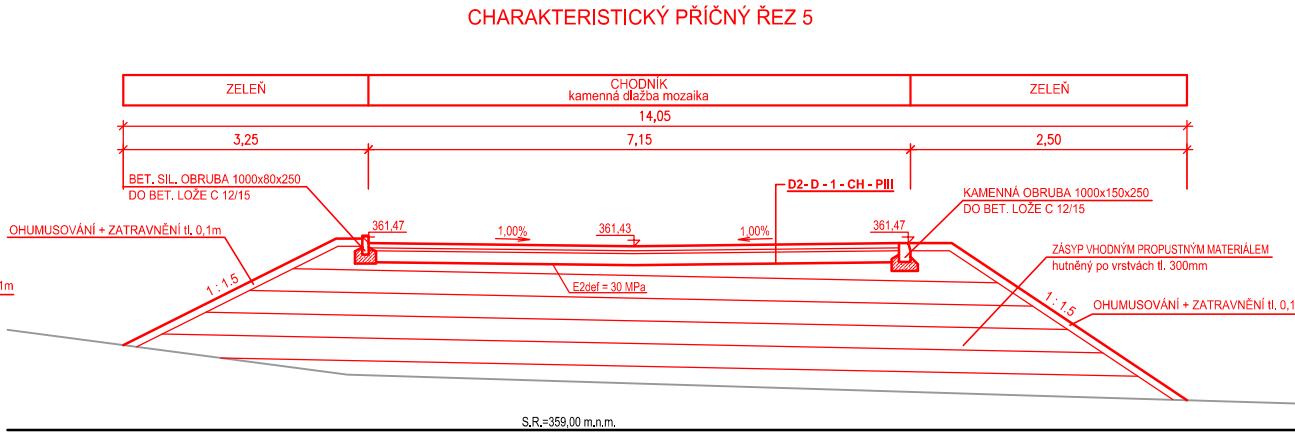 CHARAKTERISTICKÝ PŘÍČNÝ ŘEZ 5
ZELEŇ
CHODNÍK
kamenná dlažba mozaika
ZELEŇ
14,05
3,25
7,15
2,50
BET. SIL. OBRUBA 1000x80x250
DO BET. LOŽE C 12/15
D2- D - 1 - CH - PIII
KAMENNÁ OBRUBA 1000x150x250
DO BET. LOŽE C 12/15
OHUMUSOVÁNÍ + ZATRAVNĚNÍ tl. 0,1m
361,47
1,00%
361,43
1,00%
361,47
ZÁSYP VHODNÝM PROPUSTNÝM MATERIÁLEM
hutněný po vrstvách tl. 300mm
1m
1 : 1.5
E2def = 30 MPa
1 : 1.5
OHUMUSOVÁNÍ + ZATRAVNĚNÍ tl. 0,1
S.R.=359,00 m.n.m.